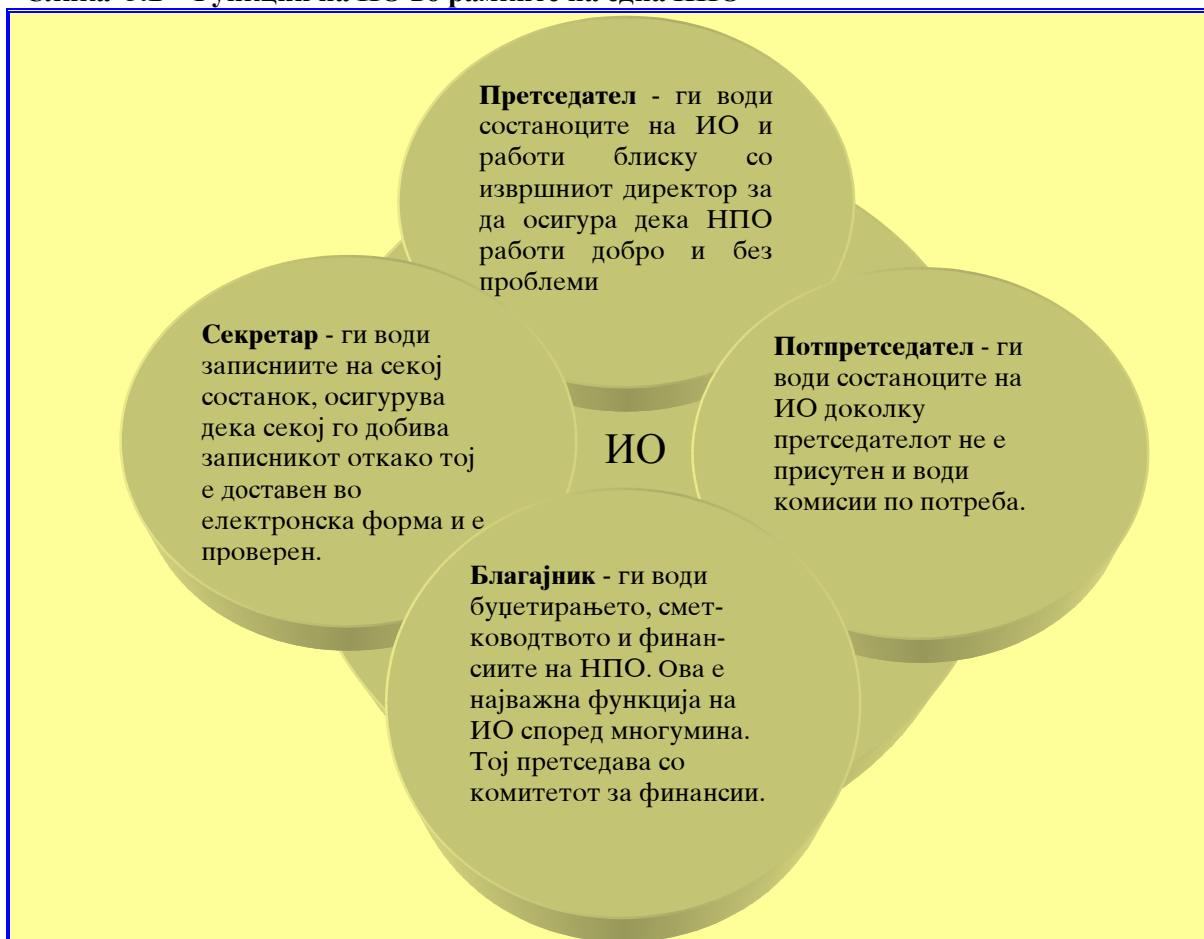 Претседател - ги води
состаноците на ИО и
работи блиску со
извршниот директор за
да осигура дека НПО
работи добро и без
проблеми
Секретар - ги води
записниите на секој
состанок, осигурува
дека секој го добива
записникот откако тој
е доставен во
електронска форма и е
проверен.
ИО
Потпретседател - ги
води состаноците на
ИО доколку
претседателот не е
присутен и води
комисии по потреба.
Благајник - ги води
буџетирањето, смет-
ководтвото и финан-
сиите на НПО. Ова е
најважна функција на
ИО според многумина.
Тој претседава со
комитетот за финансии.